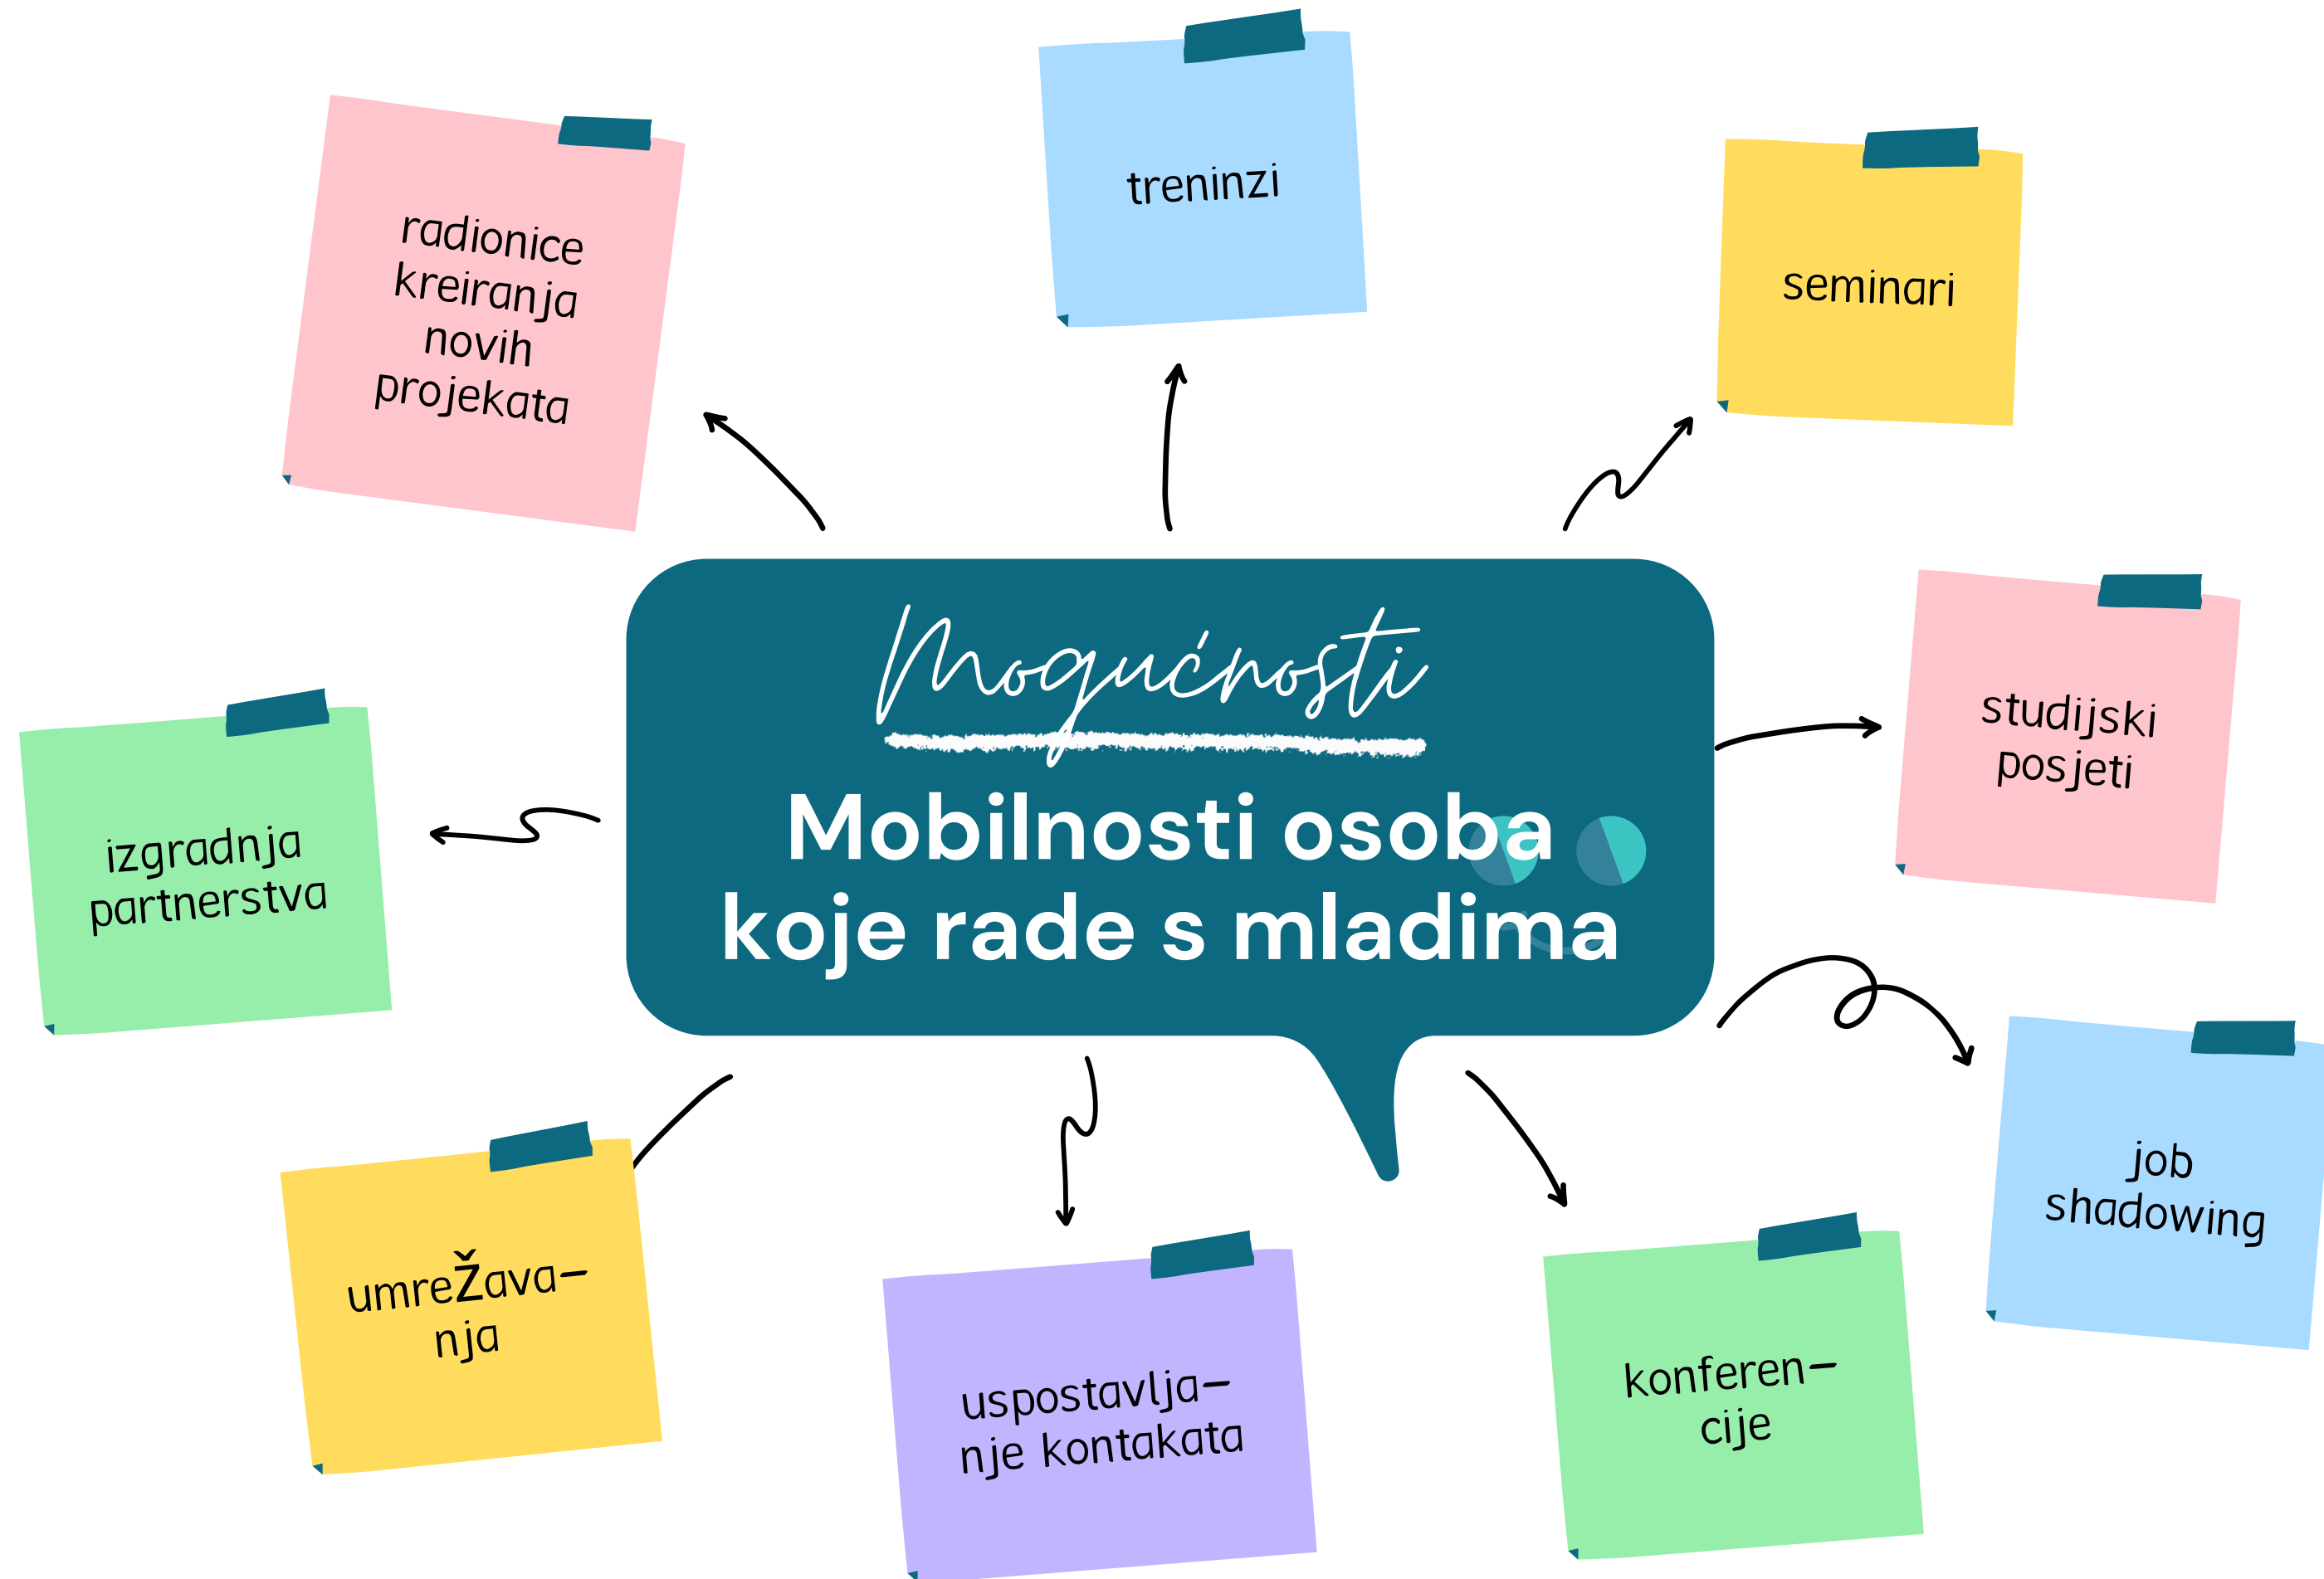 Mogućnosti
Mobilnosti osoba
koje rade s mladima
radionice
kreiranja
novih
projekata
treninzi
seminari
studijski
posjeti
job
shadowing
konferen-
cije
uspostavlja-
nje kontakata
umreŽava-
nja
izgradnja
partnerstva